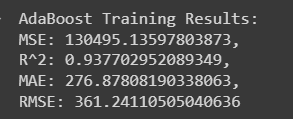 AdaBoost Training Results:
MSE: 130495.13597803873,
R^2: 0.937702952089349,
MAE: 276.87808190338063,
RMSE: 361.24110505040636